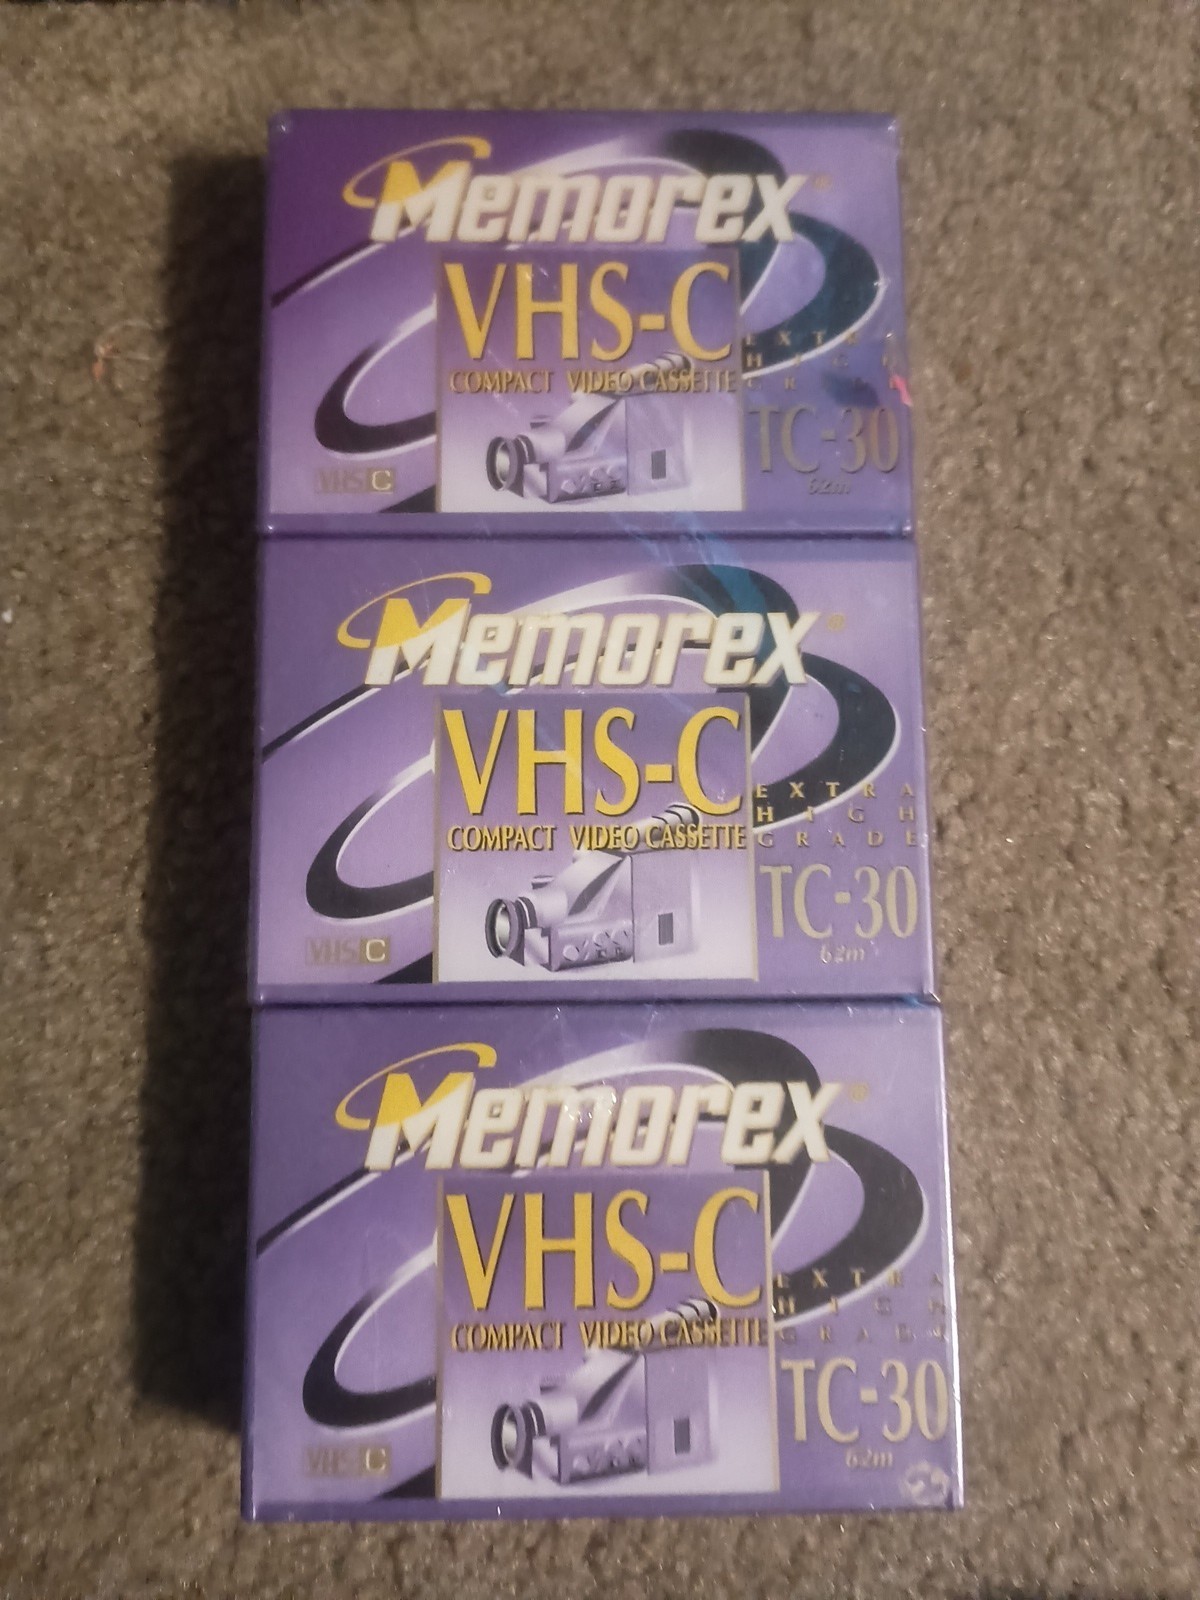 Memorex®
VHS-C
COMPACT VIDEO CASSETTE
EXTRA
HIGH
GRADE
TC-30
62m
VHS C
Memorex®
VHS-C
COMPACT VIDEO CASSETTE
EXTRA
HIGH
GRADE
TC-30
62m
VHS C
Memorex®
VHS-C
COMPACT VIDEO CASSETTE
EXTRA
HIGH
GRADE
TC-30
62m
VHS C